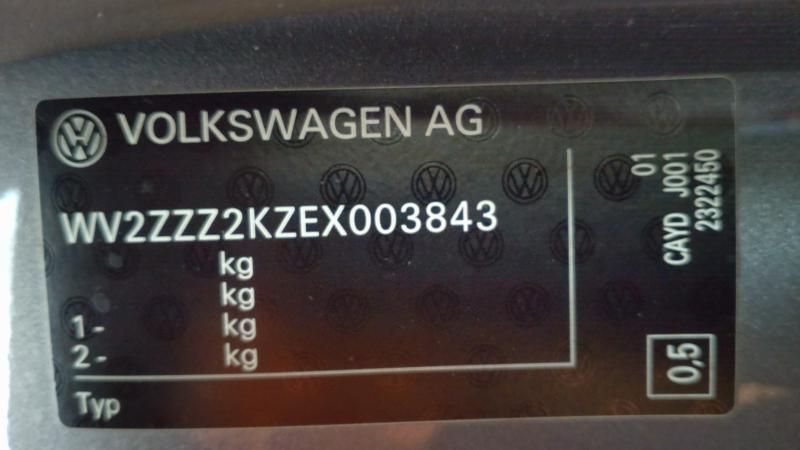 VOLKSWAGEN AG
WV2ZZZ2KZEX003843
kg
kg
1- kg
2- kg
Typ
01
CAYD J001
2322450
0,5